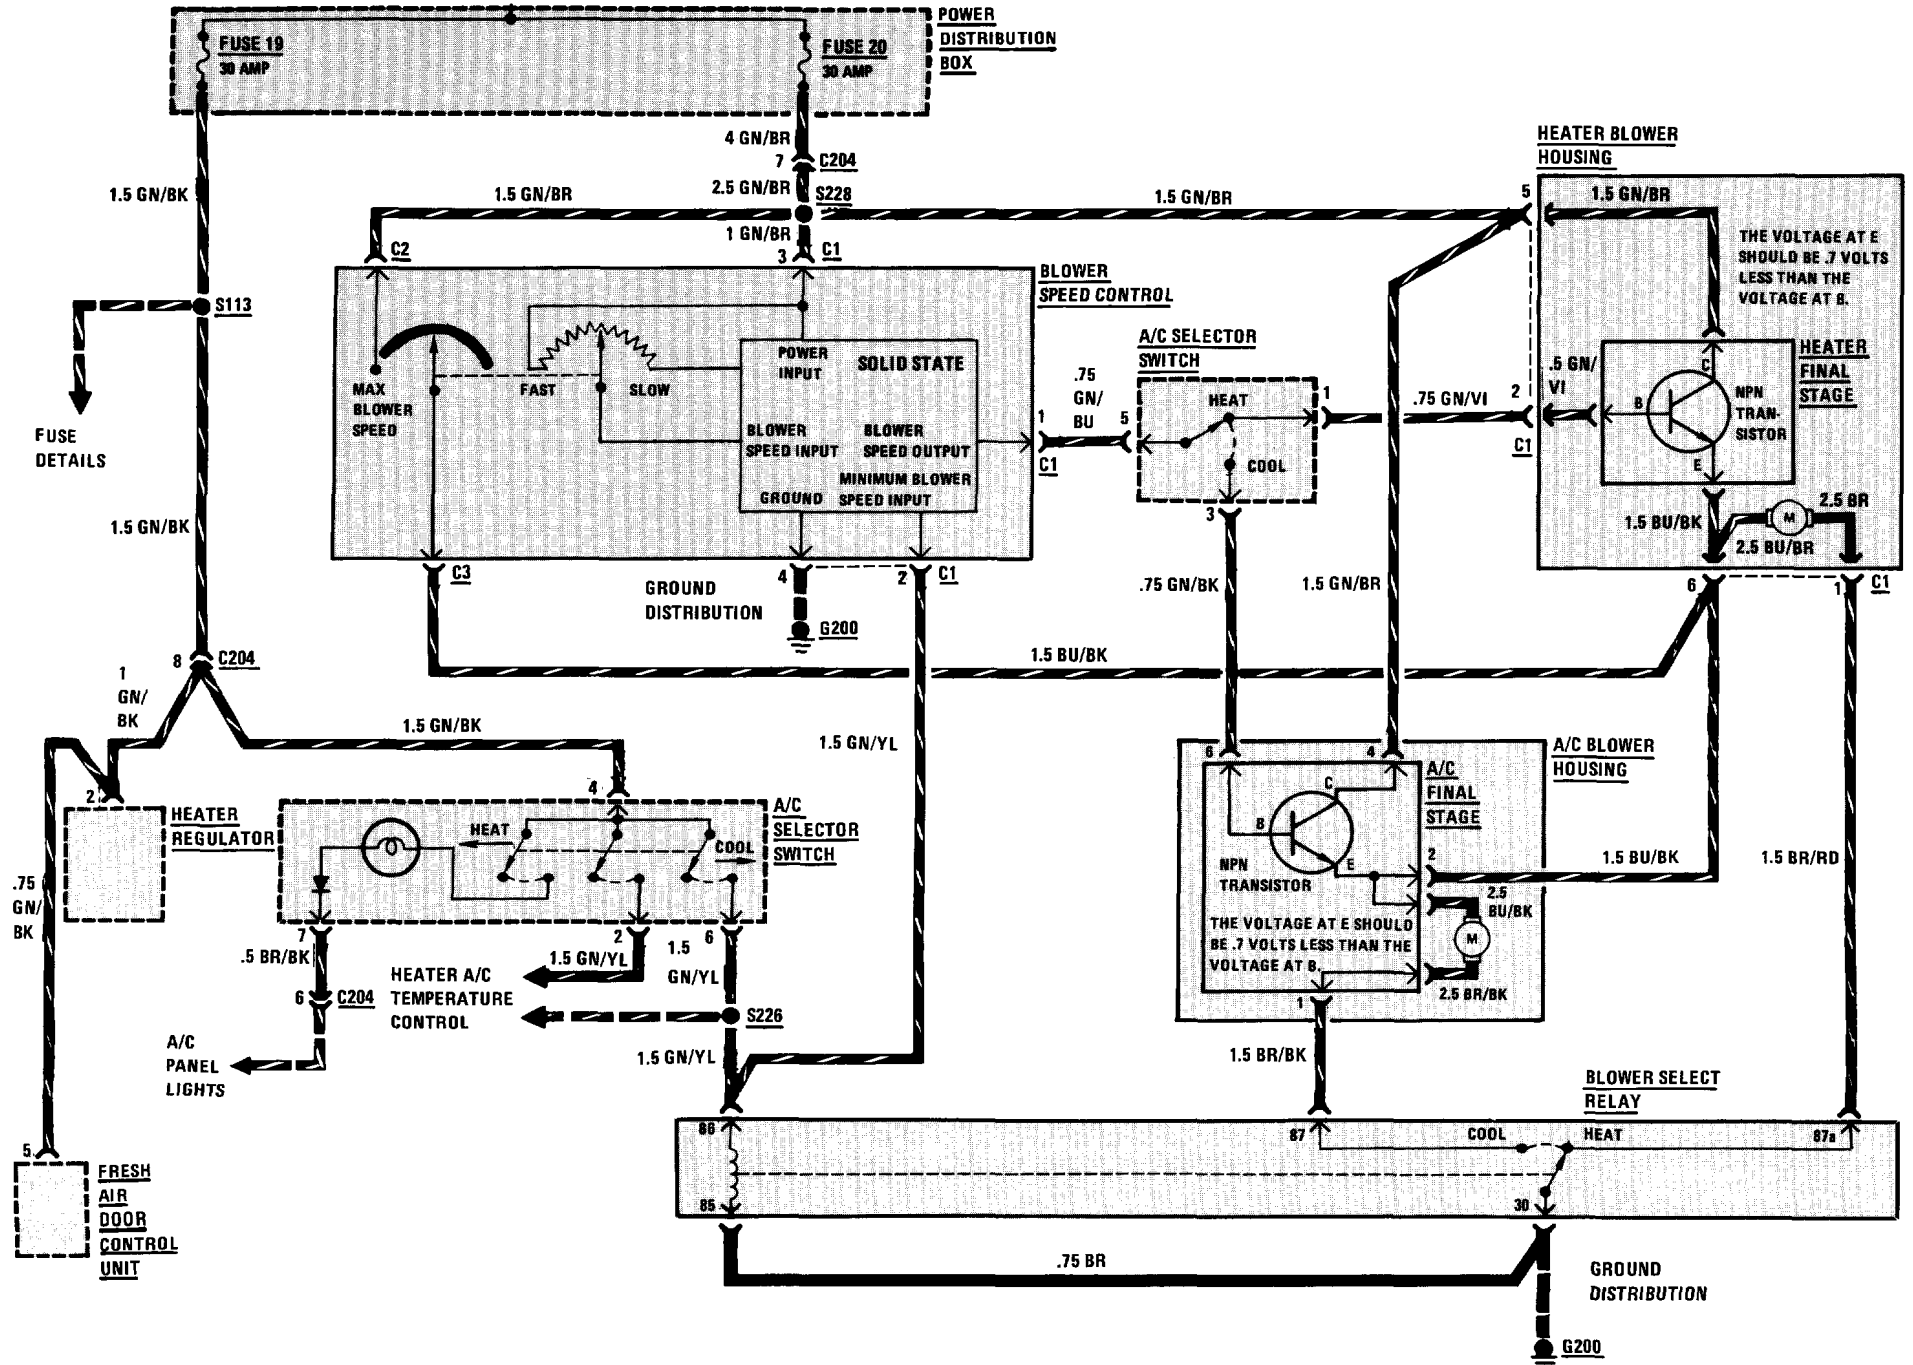 POWER
DISTRIBUTION
BOX
FUSE 19
30 AMP
FUSE 20
30 AMP
4 GN/BR
7 C204
2.5 GN/BR
S228
1 GN/BR
3 C1
1.5 GN/BK
1.5 GN/BR
C2
1.5 GN/BR
HEATER BLOWER
HOUSING
5
1.5 GN/BR
THE VOLTAGE AT E
SHOULD BE .7 VOLTS
LESS THAN THE
VOLTAGE AT B.
S113
FUSE
DETAILS
BLOWER
SPEED CONTROL
MAX
BLOWER
SPEED
FAST
SLOW
POWER
INPUT
SOLID STATE
BLOWER
SPEED INPUT
BLOWER
SPEED OUTPUT
MINIMUM BLOWER
SPEED INPUT
GROUND
1
C1
.75
GN/
BU
5
A/C SELECTOR
SWITCH
HEAT
COOL
1
3
.75 GN/VI
2
C1
.5 GN/
VI
B
C
E
NPN
TRAN-
SISTOR
HEATER
FINAL
STAGE
1.5 BU/BK
M
2.5 BR
2.5 BU/BR
6
1 C1
1.5 GN/BK
C3
GROUND
DISTRIBUTION
4
G200
2 C1
.75 GN/BK
1.5 GN/BR
1.5 BU/BK
8 C204
1
GN/
BK
1.5 GN/BK
1.5 GN/YL
2
HEATER
REGULATOR
4
HEAT
COOL
A/C
SELECTOR
SWITCH
.75
GN/
BK
7
.5 BR/BK
6 C204
A/C
PANEL
LIGHTS
2
1.5 GN/YL
HEATER A/C
TEMPERATURE
CONTROL
6
1.5
GN/YL
S226
1.5 GN/YL
6
4
A/C BLOWER
HOUSING
A/C
FINAL
STAGE
C
B
E
NPN
TRANSISTOR
THE VOLTAGE AT E SHOULD
BE .7 VOLTS LESS THAN THE
VOLTAGE AT B.
2
1.5 BU/BK
2.5
BU/BK
M
2.5 BR/BK
1
1.5 BR/BK
1.5 BR/RD
BLOWER SELECT
RELAY
86
85
87
COOL
HEAT
87a
30
5
FRESH
AIR
DOOR
CONTROL
UNIT
.75 BR
GROUND
DISTRIBUTION
G200